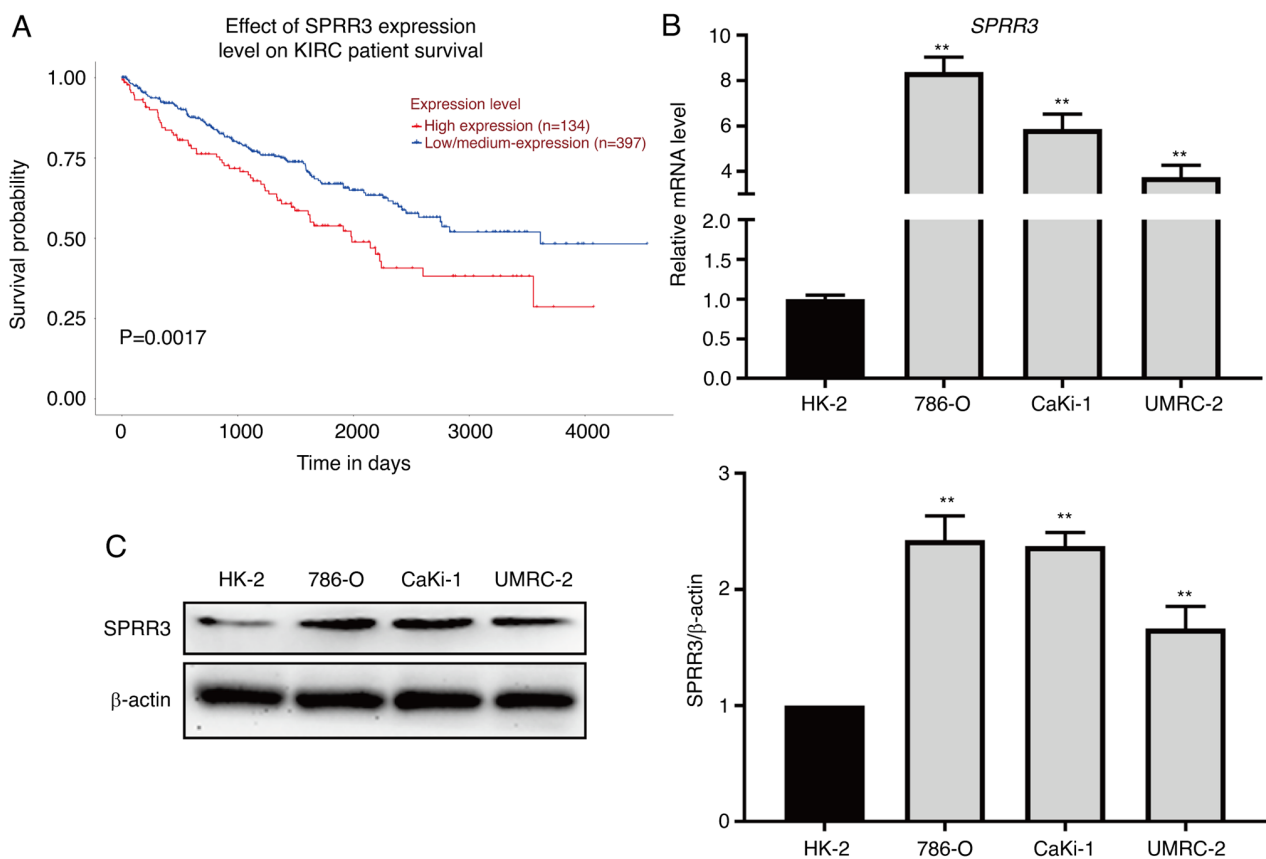 A
Effect of SPRR3 expression
level on KIRC patient survival
1.00
0.75
0.50
0.25
0.00
Survival probability
Expression level
High expression (n=134)
Low/medium-expression (n=397)
P=0.0017
0 1000 2000 3000 4000
Time in days
B
SPRR3
Relative mRNA level
10
8
6
4
2.0
1.5
1.0
0.5
0.0
**
**
**
HK-2 786-O CaKi-1 UMRC-2
C
HK-2 786-O CaKi-1 UMRC-2
SPRR3
β-actin
SPRR3/β-actin
3
2
1
0
**
**
**
HK-2 786-O CaKi-1 UMRC-2